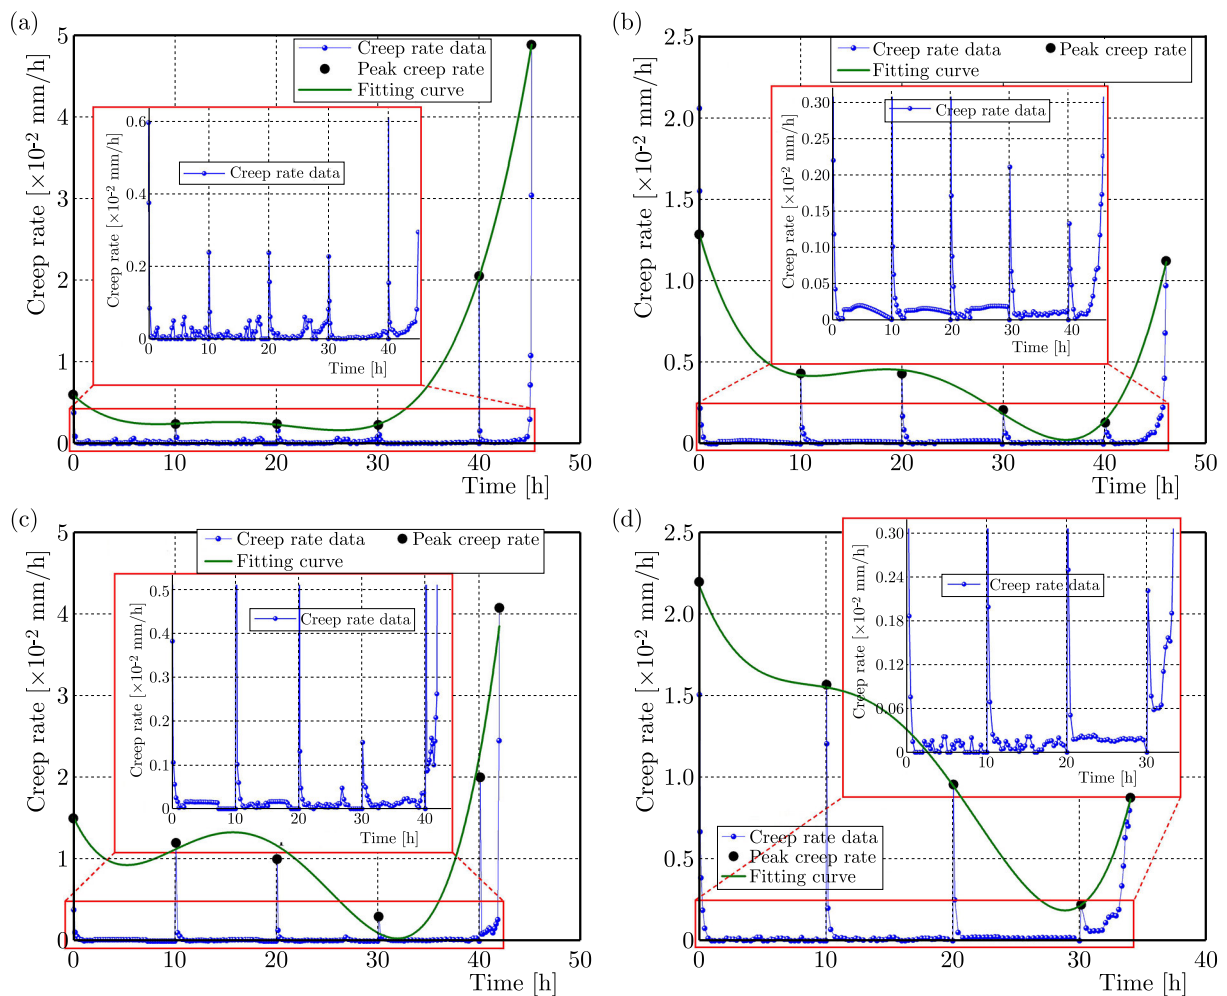 (a)
5
4
3
2
1
0
Creep rate [×10-2 mm/h]
0
10
20
30
40
50
Time [h]
Creep rate data
Peak creep rate
Fitting curve
0.6
0.4
0.2
0
Creep rate [×10-2 mm/h]
Creep rate data
0
10
20
30
40
Time [h]
(b)
2.5
2.0
1.5
1.0
0.5
0
Creep rate [×10-2 mm/h]
0
10
20
30
40
50
Time [h]
Creep rate data
Peak creep rate
Fitting curve
0.30
0.25
0.20
0.15
0.10
0.05
0
Creep rate [×10-2 mm/h]
Creep rate data
0
10
20
30
40
Time [h]
(c)
5
4
3
2
1
0
Creep rate [×10-2 mm/h]
0
10
20
30
40
50
Time [h]
Creep rate data
Peak creep rate
Fitting curve
0.5
0.4
0.3
0.2
0.1
0
Creep rate [×10-2 mm/h]
Creep rate data
0
10
20
30
40
Time [h]
(d)
2.5
2.0
1.5
1.0
0.5
0
Creep rate [×10-2 mm/h]
0
10
20
30
40
Time [h]
Creep rate data
Peak creep rate
Fitting curve
0.30
0.24
0.18
0.12
0.06
0
Creep rate [×10-2 mm/h]
Creep rate data
0
10
20
30
Time [h]